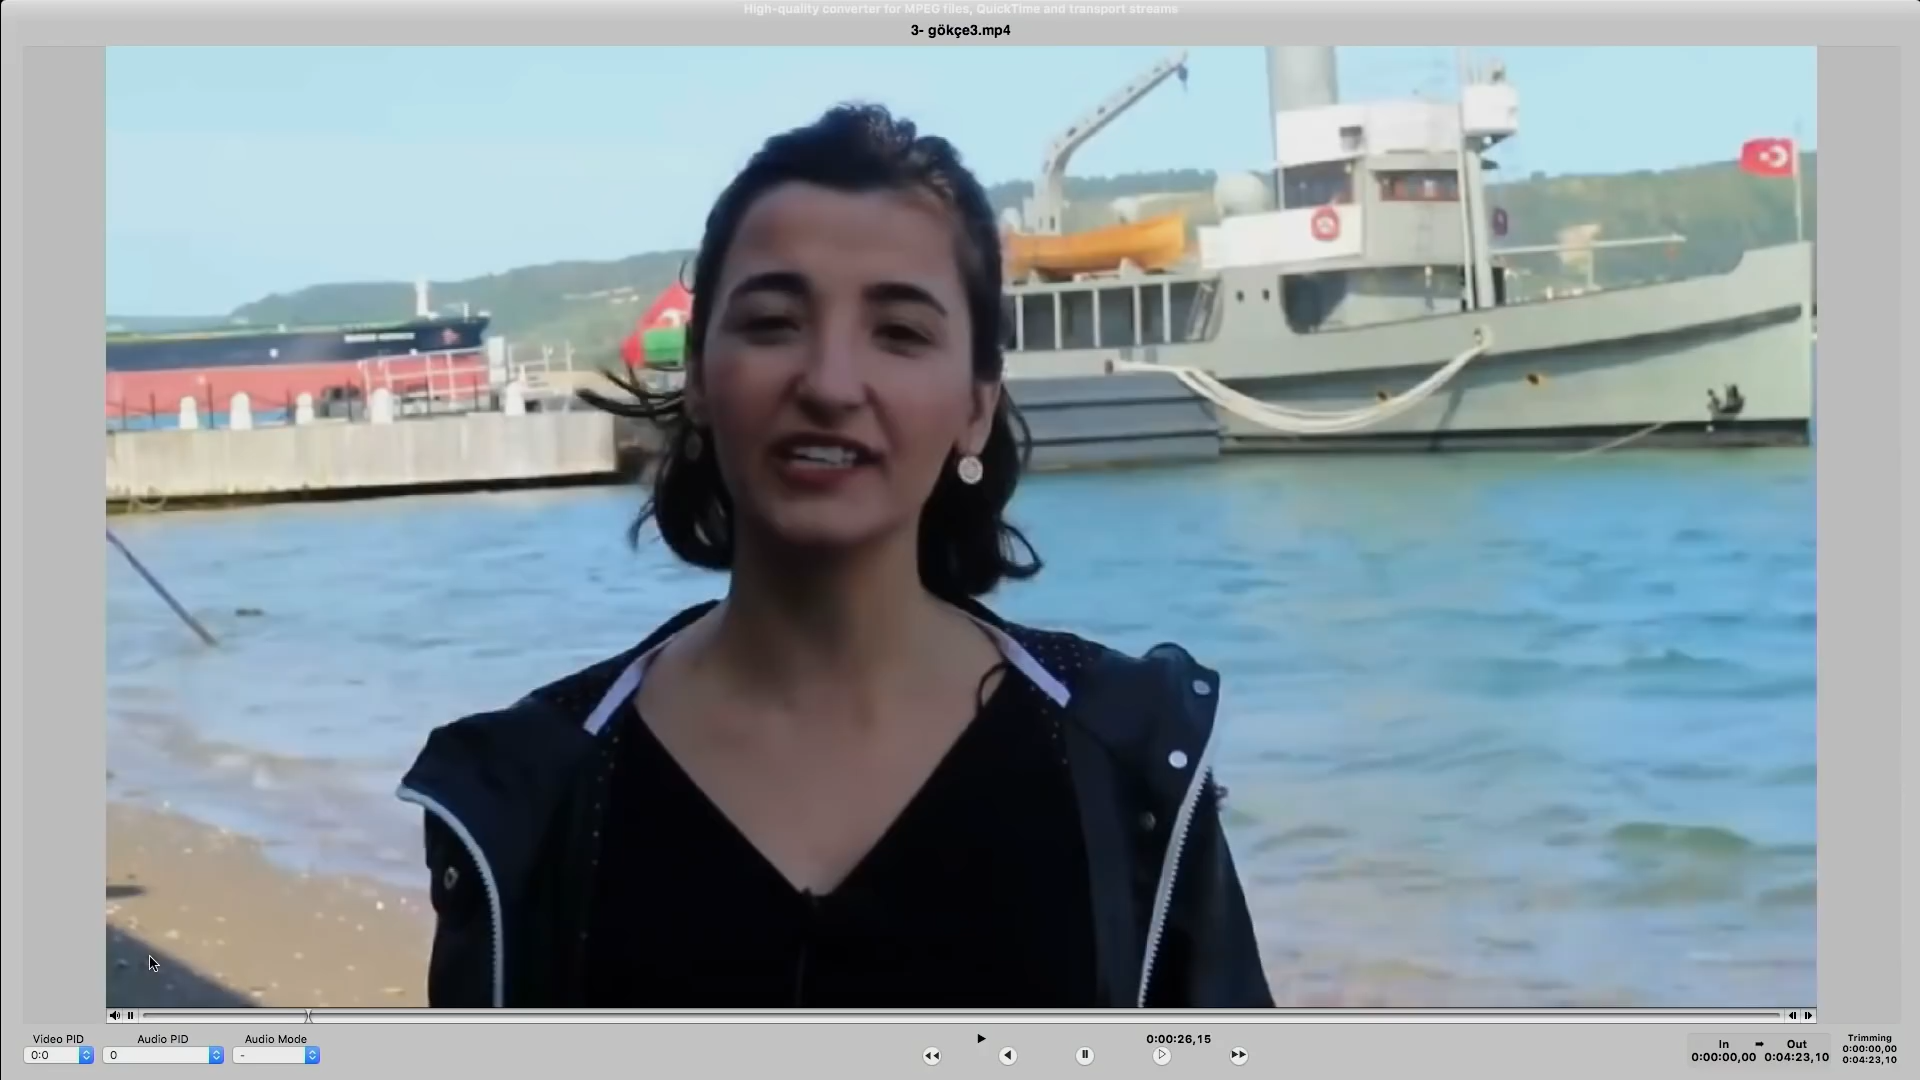 High-quality converter for MPEG files, QuickTime and transport streams
3- gökçe3.mp4
Video PID
Audio PID
Audio Mode
0:0
0
-
0:00:26,15
In
Out
0:00:00,00
0:04:23,10
Trimming
0:00:00,00
0:04:23,10